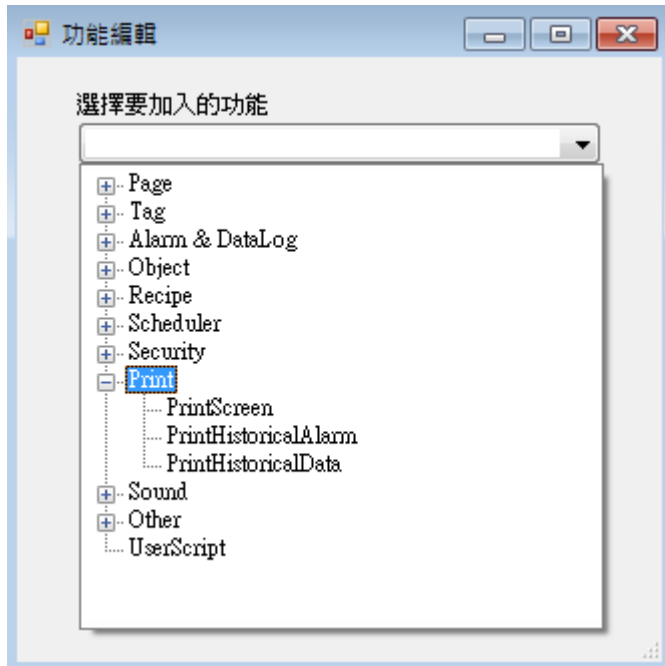 功能編輯
選擇要加入的功能
Page
Tag
Alarm & DataLog
Object
Recipe
Scheduler
Security
Print
PrintScreen
PrintHistoricalAlarm
PrintHistoricalData
Sound
Other
UserScript